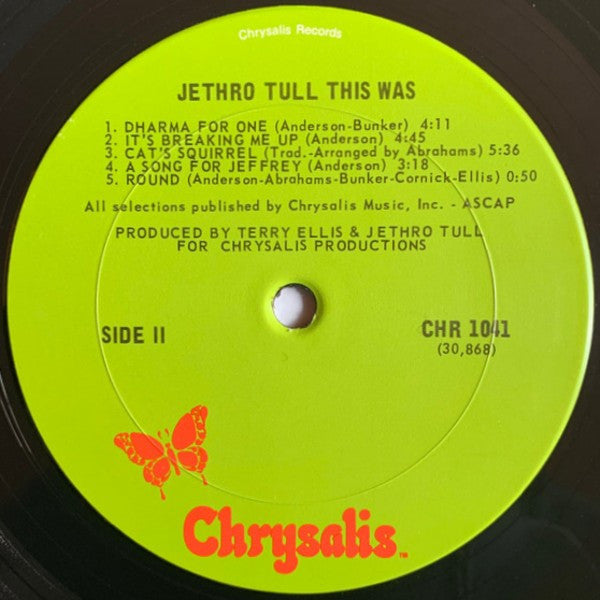 Chrysalis Records
JETHRO TULL THIS WAS
1. DHARMA FOR ONE (Anderson-Bunker) 4:11
2. IT'S BREAKING ME UP (Anderson) 4:45
3. CAT'S SQUIRREL (Trad.-Arranged by Abrahams) 5:36
4. A SONG FOR JEFFREY (Anderson) 3:18
5. ROUND (Anderson-Abrahams-Bunker-Cornick-Ellis) 0:50
All selections published by Chrysalis Music, Inc. - ASCAP
PRODUCED BY TERRY ELLIS & JETHRO TULL
FOR CHRYSALIS PRODUCTIONS
SIDE II
CHR 1041
(30,868)
Chrysalis™